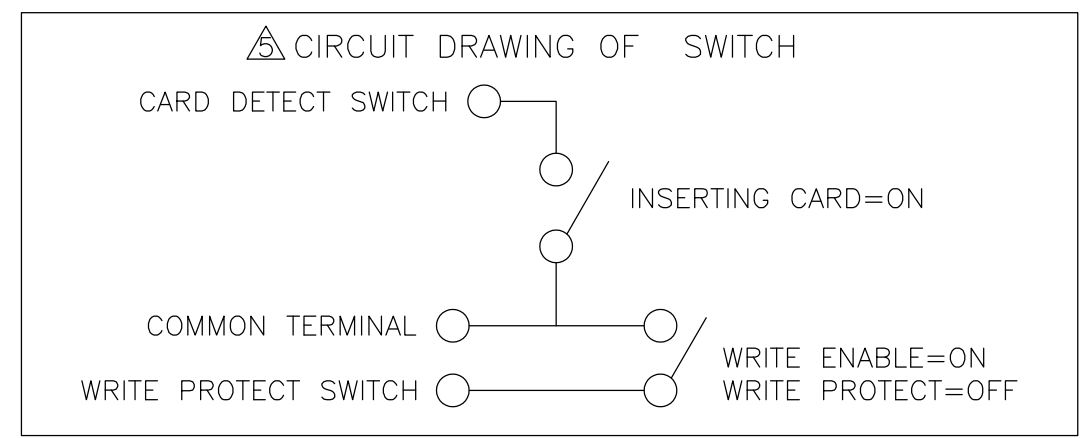 5 CIRCUIT DRAWING OF SWITCH
CARD DETECT SWITCH
INSERTING CARD=ON
COMMON TERMINAL
WRITE ENABLE=ON
WRITE PROTECT SWITCH
WRITE PROTECT=OFF